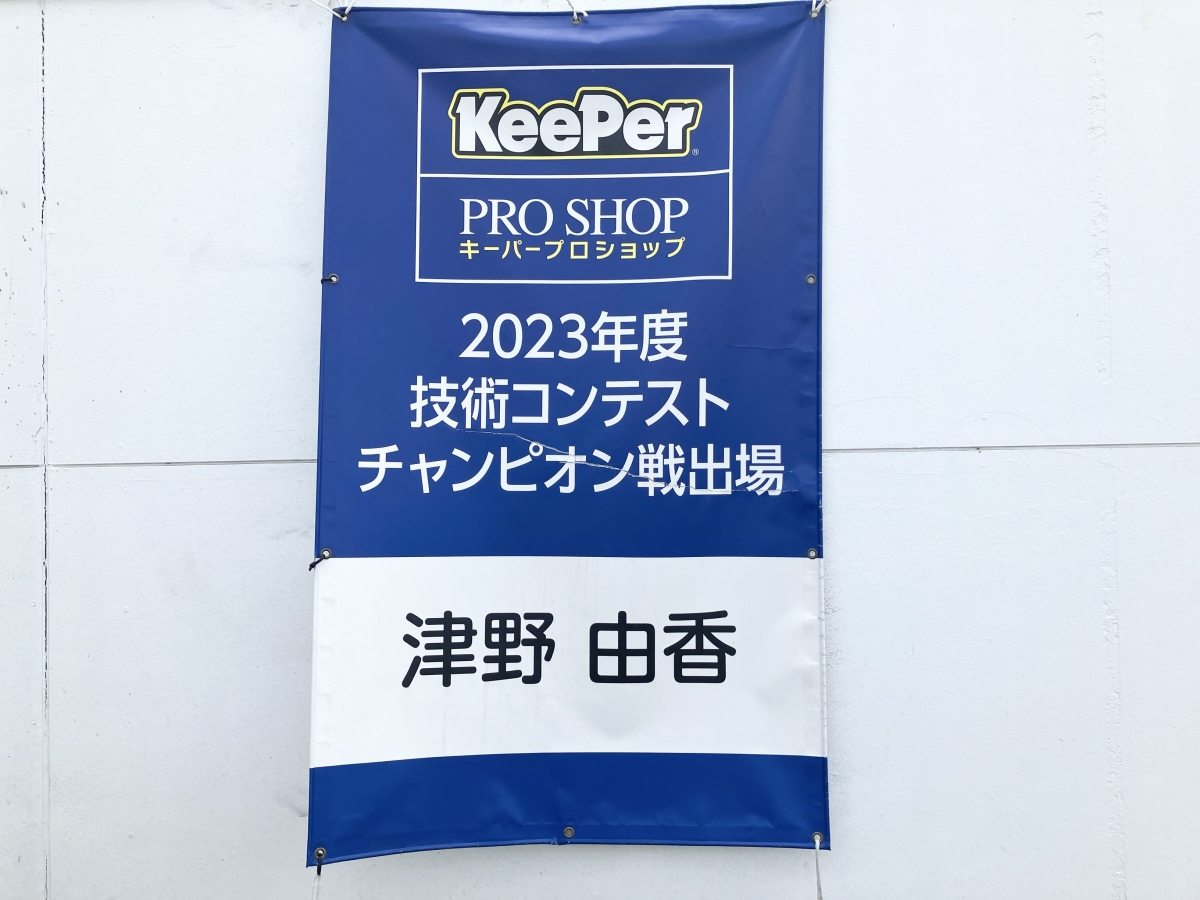 KeePer®
PRO SHOP
キーパープロショップ
2023年度
技術コンテスト
チャンピオン戦出場
津野 由香